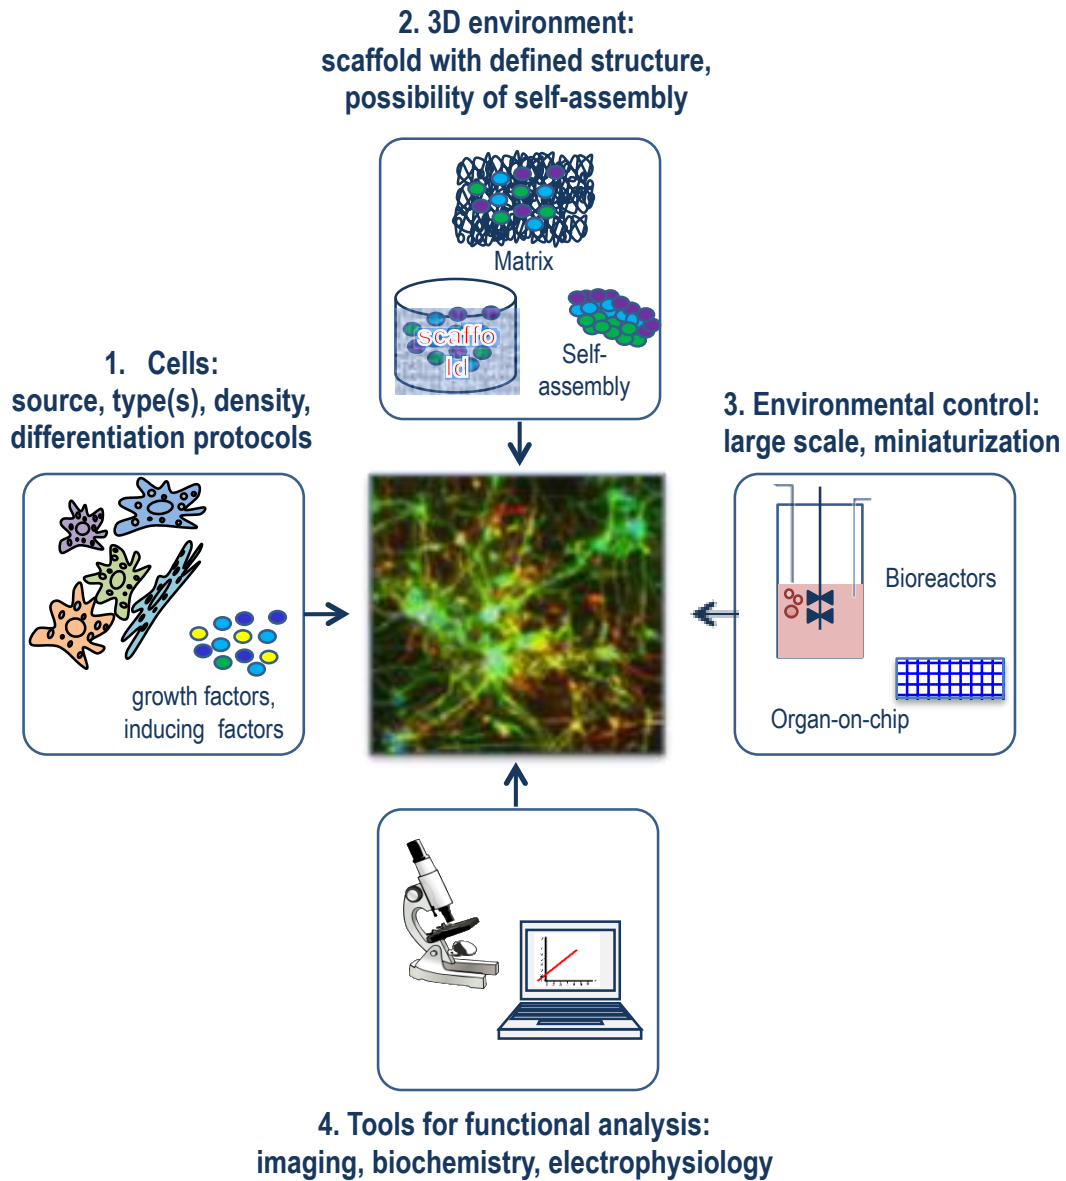 2. 3D environment:
scaffold with defined structure,
possibility of self-assembly
Matrix
scaffo
ld
Self-
assembly
1. Cells:
source, type(s), density,
differentiation protocols
growth factors,
inducing factors
3. Environmental control:
large scale, miniaturization
Bioreactors
Organ-on-chip
4. Tools for functional analysis:
imaging, biochemistry, electrophysiology